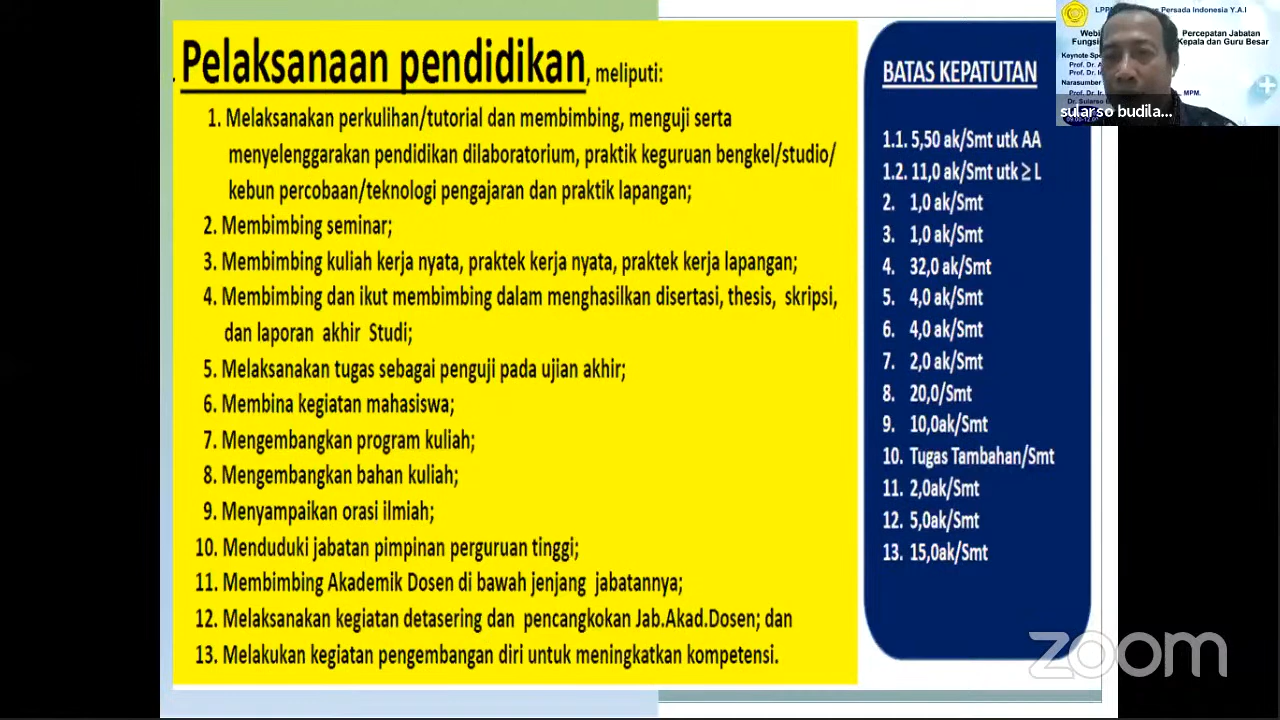 Pelaksanaan pendidikan, meliputi:
1. Melaksanakan perkulihan/tutorial dan membimbing, menguji serta
menyelenggarakan pendidikan dilaboratorium, praktik keguruan bengkel/studio/
kebun percobaan/teknologi pengajaran dan praktik lapangan;
2. Membimbing seminar;
3. Membimbing kuliah kerja nyata, praktek kerja nyata, praktek kerja lapangan;
4. Membimbing dan ikut membimbing dalam menghasilkan disertasi, thesis, skripsi,
dan laporan akhir Studi;
5. Melaksanakan tugas sebagai penguji pada ujian akhir;
6. Membina kegiatan mahasiswa;
7. Mengembangkan program kuliah;
8. Mengembangkan bahan kuliah;
9. Menyampaikan orasi ilmiah;
10. Menduduki jabatan pimpinan perguruan tinggi;
11. Membimbing Akademik Dosen di bawah jenjang jabatannya;
12. Melaksanakan kegiatan detasering dan pencangkokan Jab.Akad.Dosen; dan
13. Melakukan kegiatan pengembangan diri untuk meningkatkan kompetensi.
BATAS KEPATUTAN
1.1. 5,50 ak/Smt utk AA
1.2. 11,0 ak/Smt utk ≥ L
2. 1,0 ak/Smt
3. 1,0 ak/Smt
4. 32,0 ak/Smt
5. 4,0 ak/Smt
6. 4,0 ak/Smt
7. 2,0 ak/Smt
8. 20,0/Smt
9. 10,0ak/Smt
10. Tugas Tambahan/Smt
11. 2,0ak/Smt
12. 5,0ak/Smt
13. 15,0ak/Smt
LPPM Persada Indonesia Y.A.I
Percepatan Jabatan
Kepala dan Guru Besar
Keynote
Prof. Dr.
Narasumber
Prof. Dr. Ir. MPM.
sularso budila...
zoom